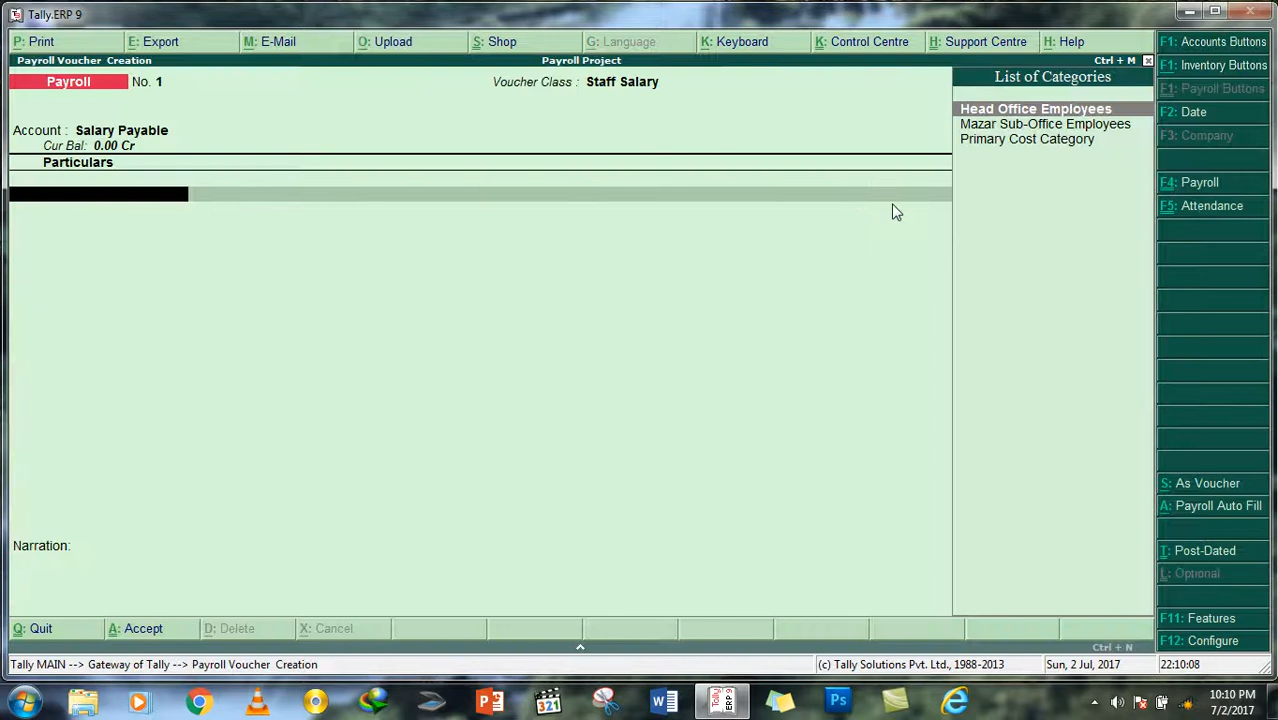 Tally.ERP 9
P: Print
E: Export
M: E-Mail
O: Upload
S: Shop
G: Language
K: Keyboard
K: Control Centre
H: Support Centre
H: Help
Payroll Voucher Creation
Payroll Project
Ctrl + M
Payroll No. 1
Voucher Class : Staff Salary
Account : Salary Payable
Cur Bal: 0.00 Cr
Particulars
Narration:
List of Categories
Head Office Employees
Mazar Sub-Office Employees
Primary Cost Category
F1: Accounts Buttons
F1: Inventory Buttons
F1: Payroll Buttons
F2: Date
F3: Company
F4: Payroll
F5: Attendance
S: As Voucher
A: Payroll Auto Fill
T: Post-Dated
L: Optional
F11: Features
F12: Configure
Q: Quit
A: Accept
D: Delete
X: Cancel
Ctrl + N
Tally MAIN --> Gateway of Tally --> Payroll Voucher Creation
(c) Tally Solutions Pvt. Ltd., 1988-2013
Sun, 2 Jul, 2017
22:10:08
321
ERP 9
Ps
10:10 PM
7/2/2017